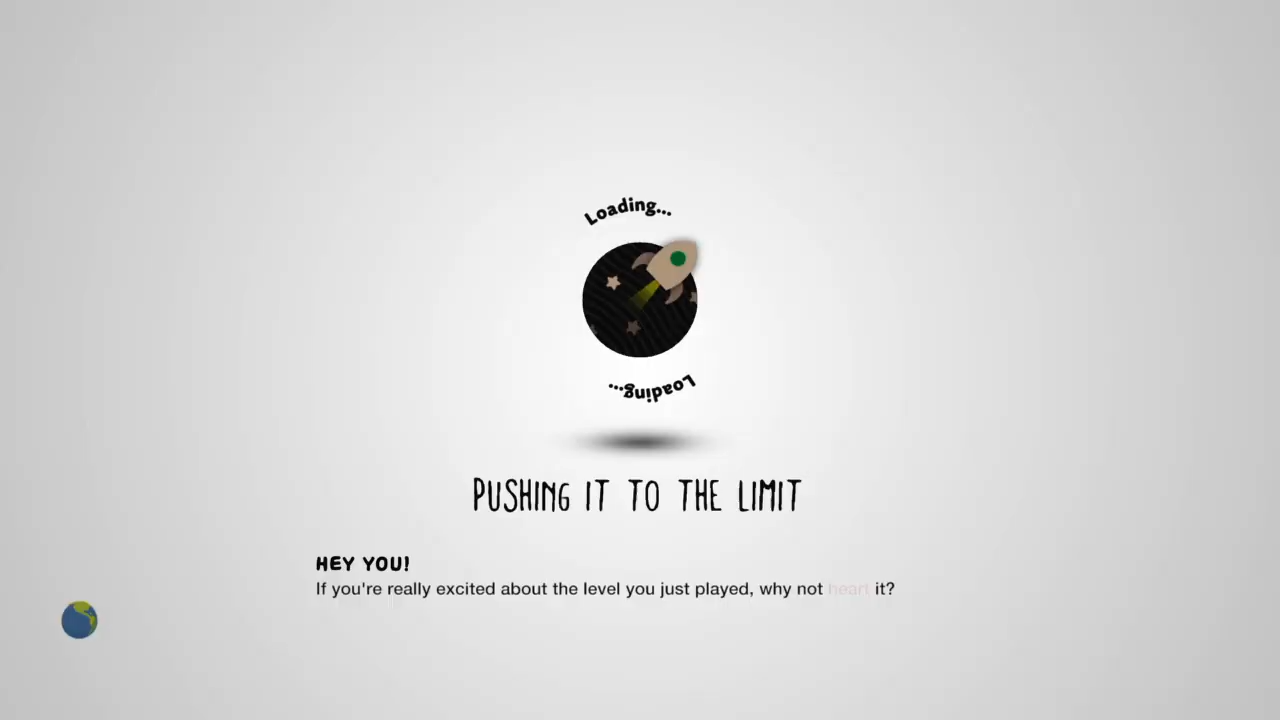 Loading...
Loading...
PUSHING IT TO THE LIMIT
HEY YOU!
If you're really excited about the level you just played, why not heart it?